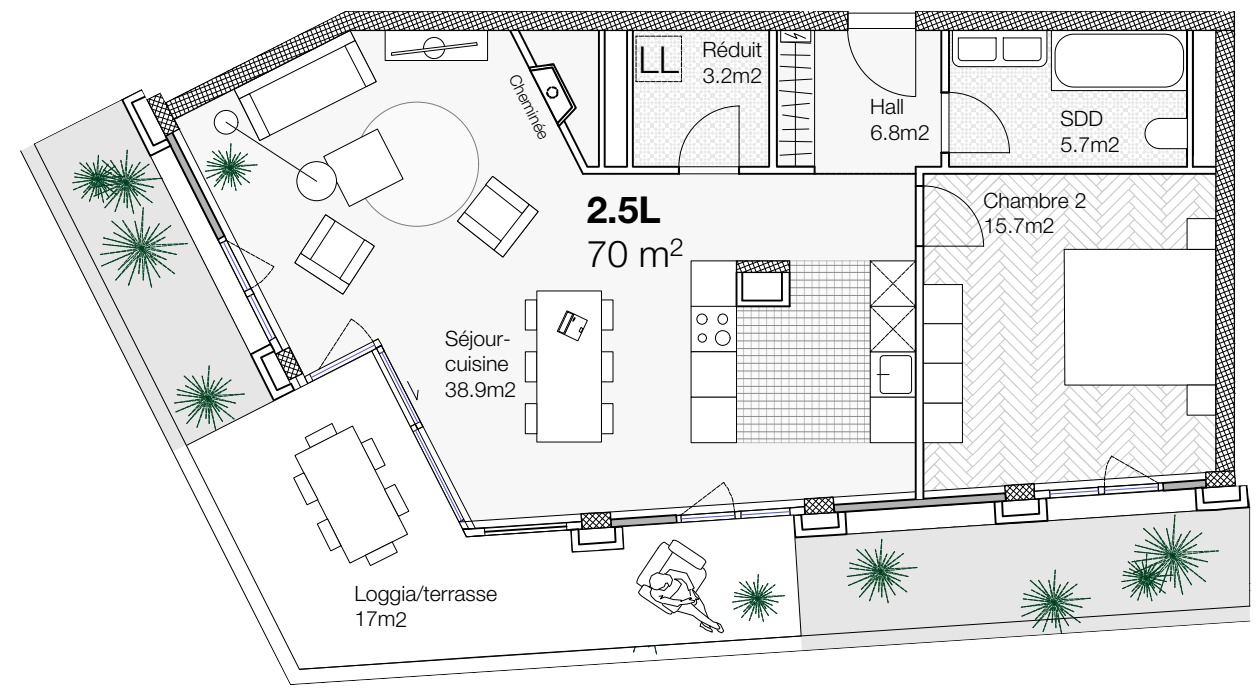 Réduit
3.2m2
LL
Cheminée
Hall
6.8m2
SDD
5.7m2
2.5L
70 m²
Chambre 2
15.7m2
Séjour-
cuisine
38.9m2
Loggia/terrasse
17m2